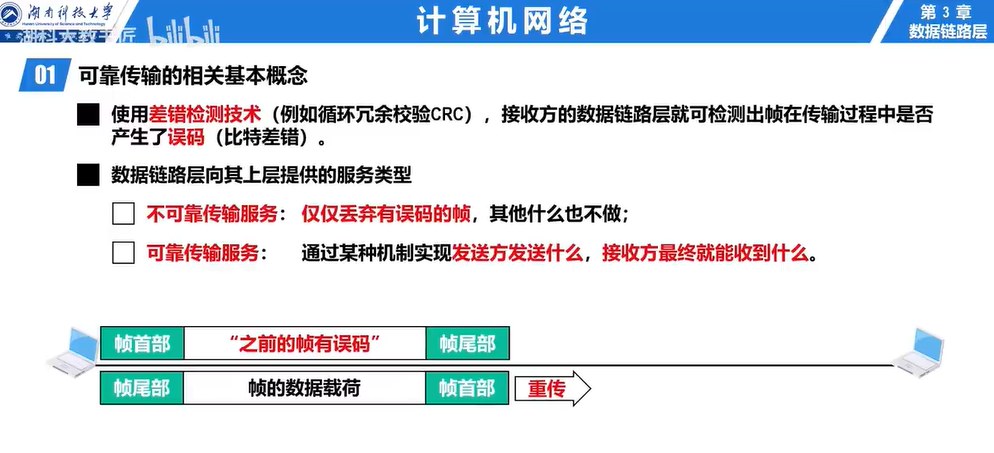 湖南科技大学
Hunan University of Science and Technology
湖科大教书匠
bilibili
计算机网络
第 3 章
数据链路层
01 可靠传输的相关基本概念
使用差错检测技术（例如循环冗余校验CRC），接收方的数据链路层就可检测出帧在传输过程中是否
产生了误码（比特差错）。
数据链路层向其上层提供的服务类型
不可靠传输服务： 仅仅丢弃有误码的帧，其他什么也不做；
可靠传输服务： 通过某种机制实现发送方发送什么，接收方最终就能收到什么。
帧首部 “之前的帧有误码” 帧尾部
帧尾部 帧的数据载荷 帧首部 重传